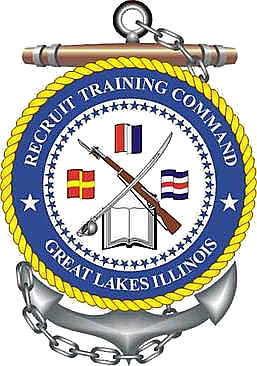 RECRUIT TRAINING COMMAND
GREAT LAKES ILLINOIS